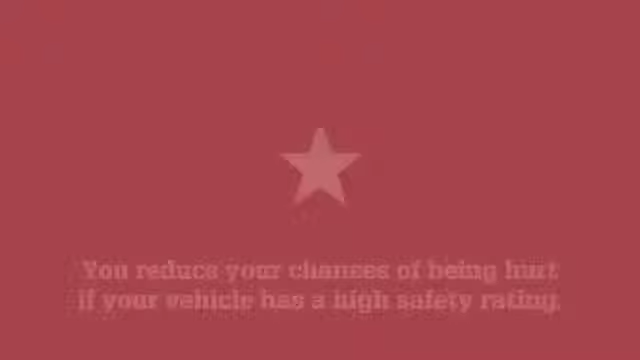 You reduce your chances of being hurt
if your vehicle has a high safety rating.